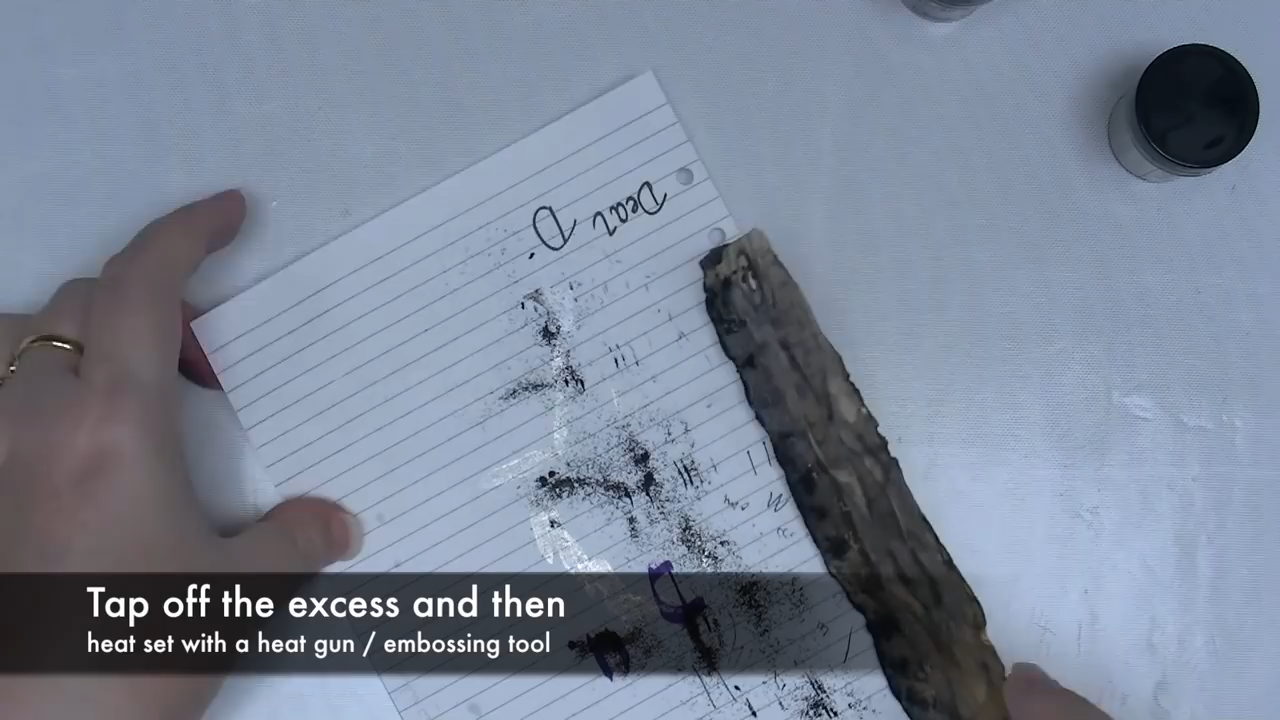 Dear D
Tap off the excess and then
heat set with a heat gun / embossing tool